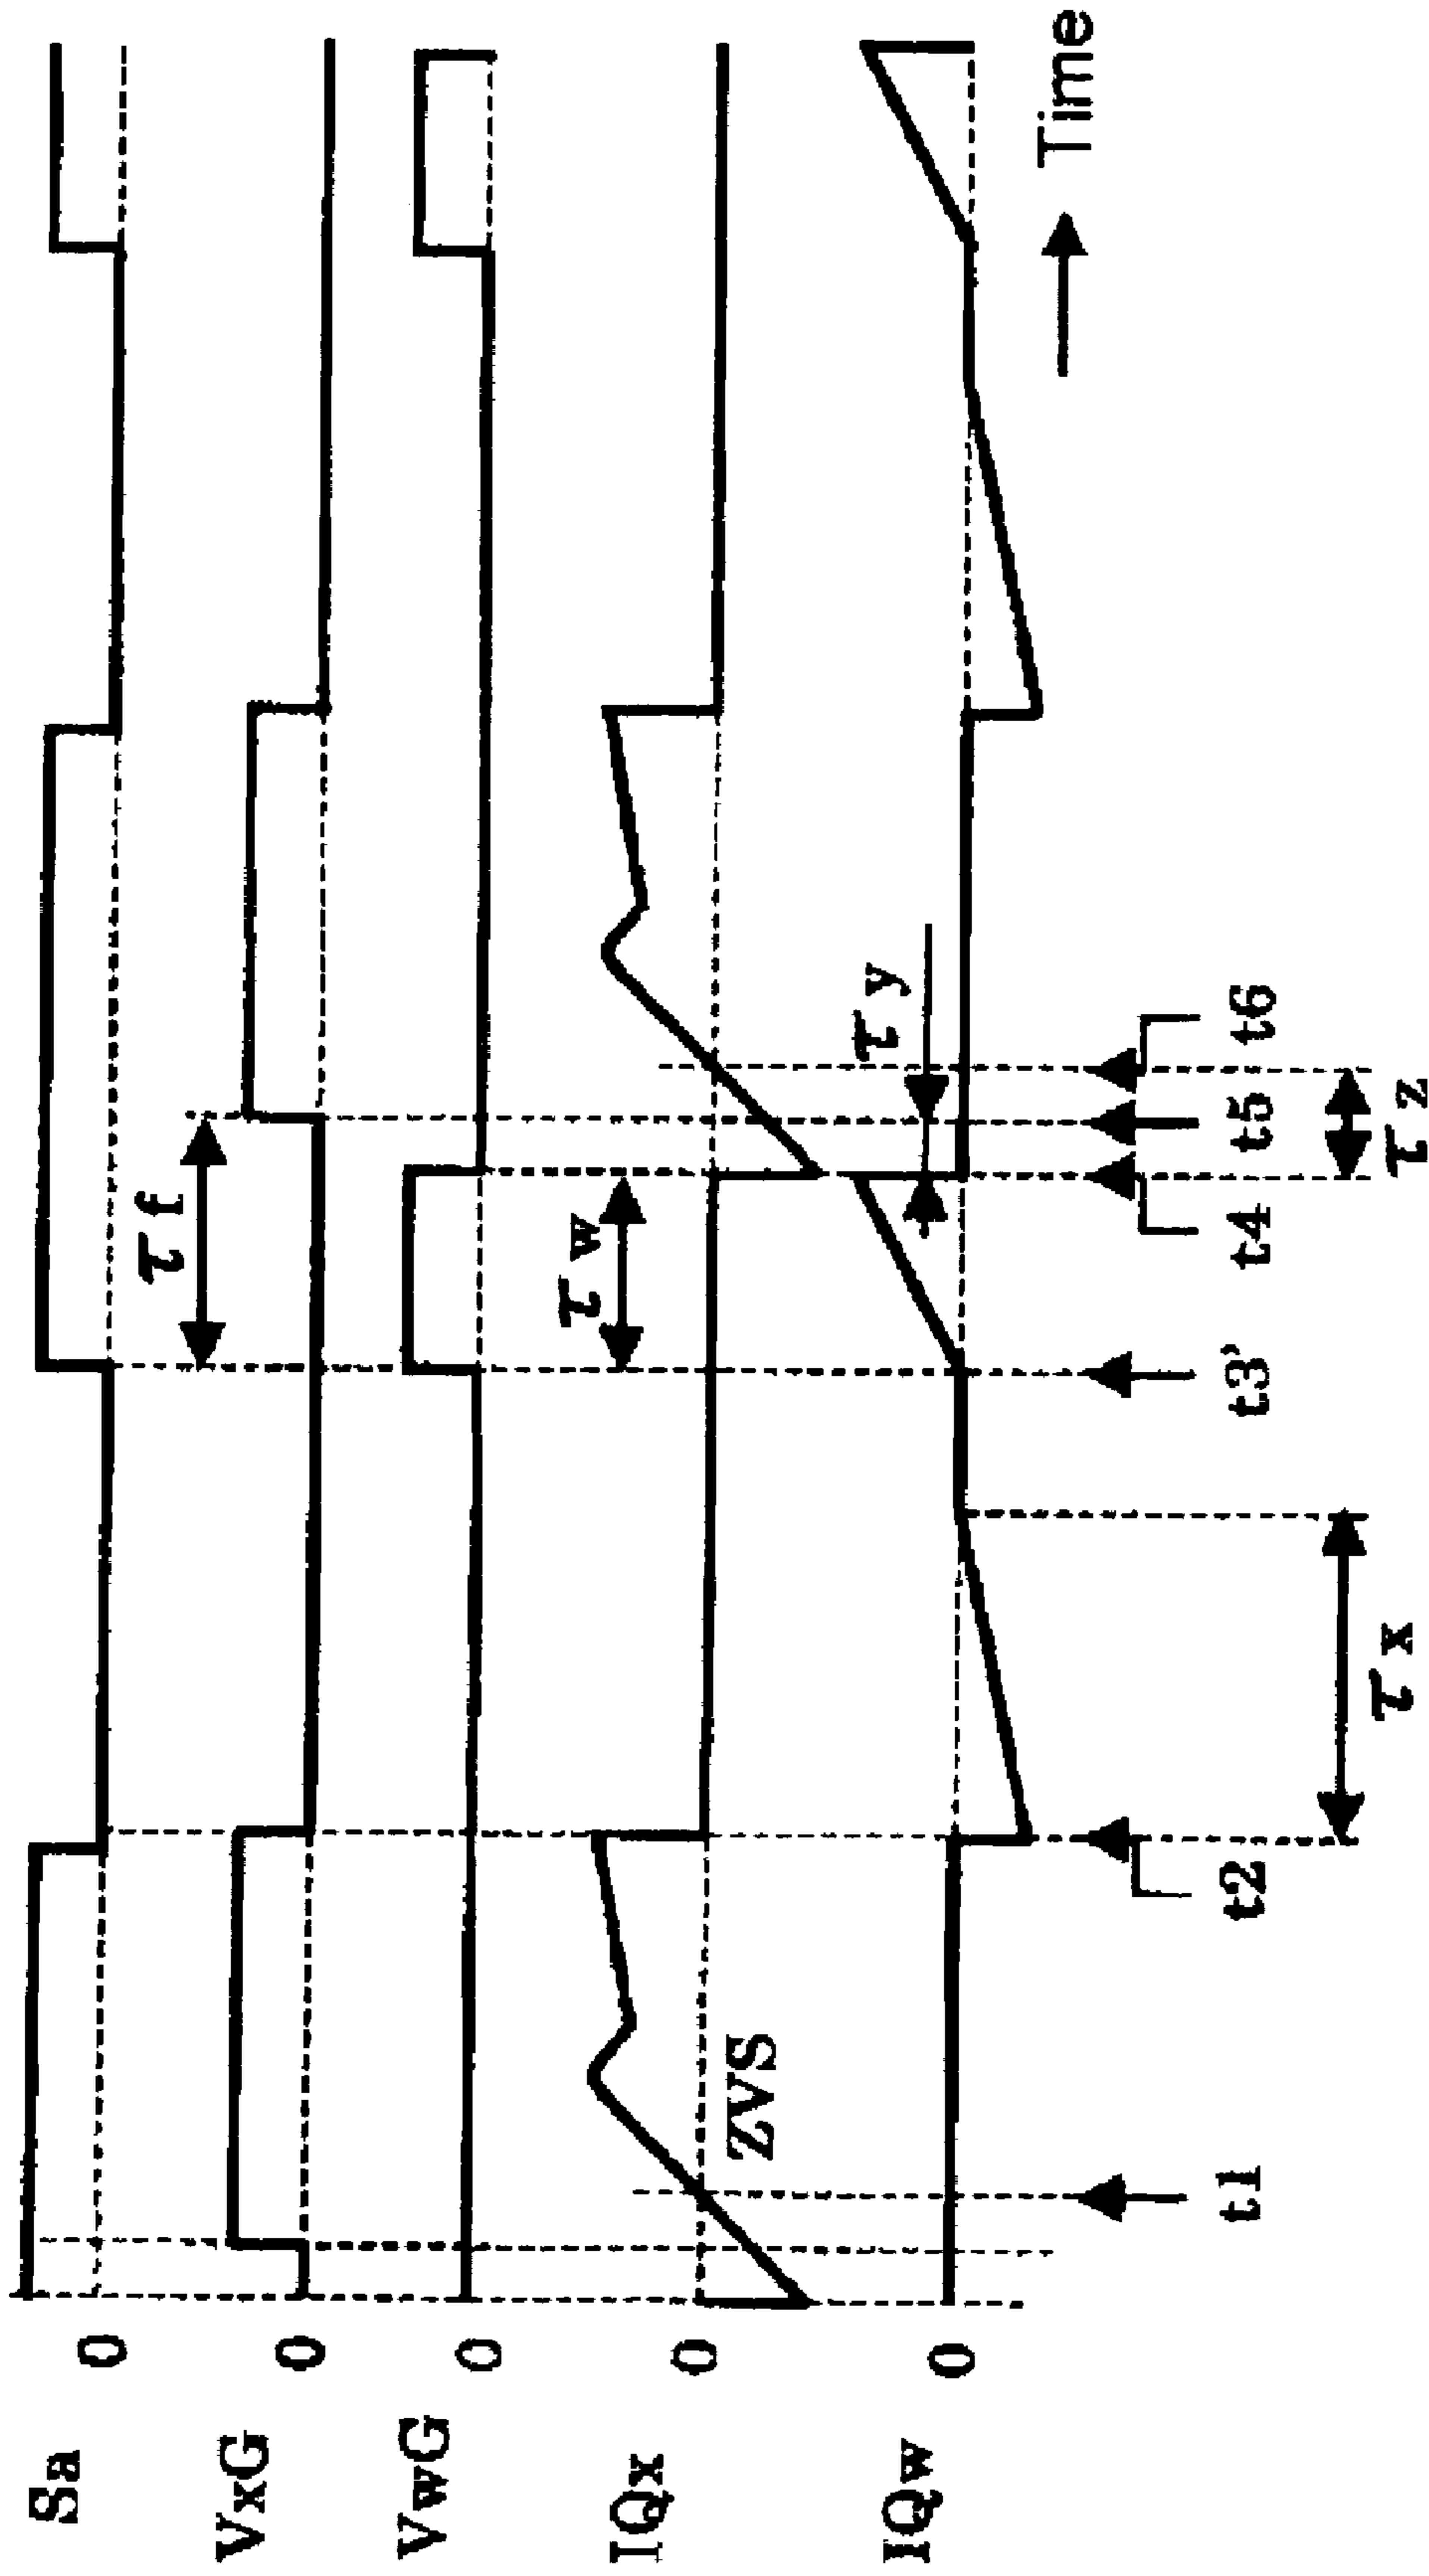 Sa 0
VxG 0
VwG 0
IQx 0
IQw 0
τf
τw
τy
ZVS
t1
t2
t3'
t4
t5
t6
τx
τz
Time